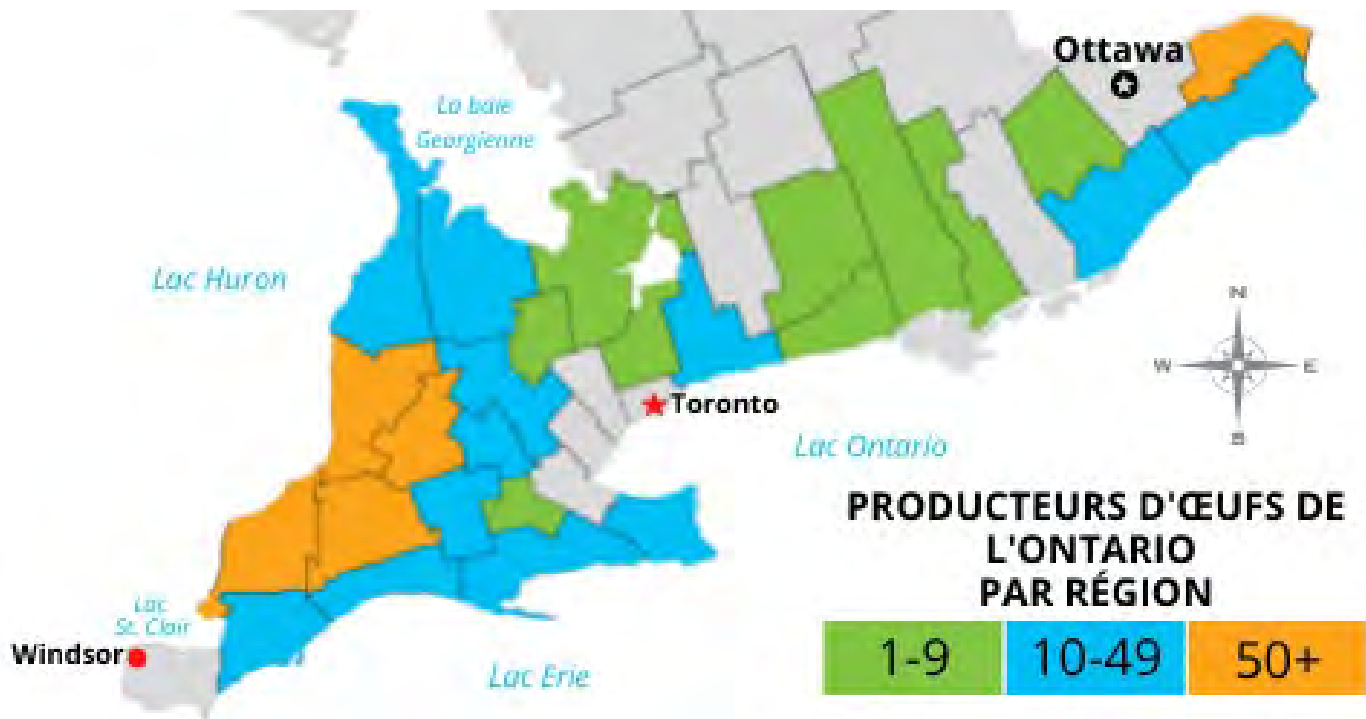 Ottawa
La baie
Georgienne
Lac Huron
N
W
E
S
Toronto
Lac Ontario
PRODUCTEURS D'ŒUFS DE
L'ONTARIO
PAR RÉGION
Lac
St. Clair
Windsor
1-9
10-49
50+
Lac Erie